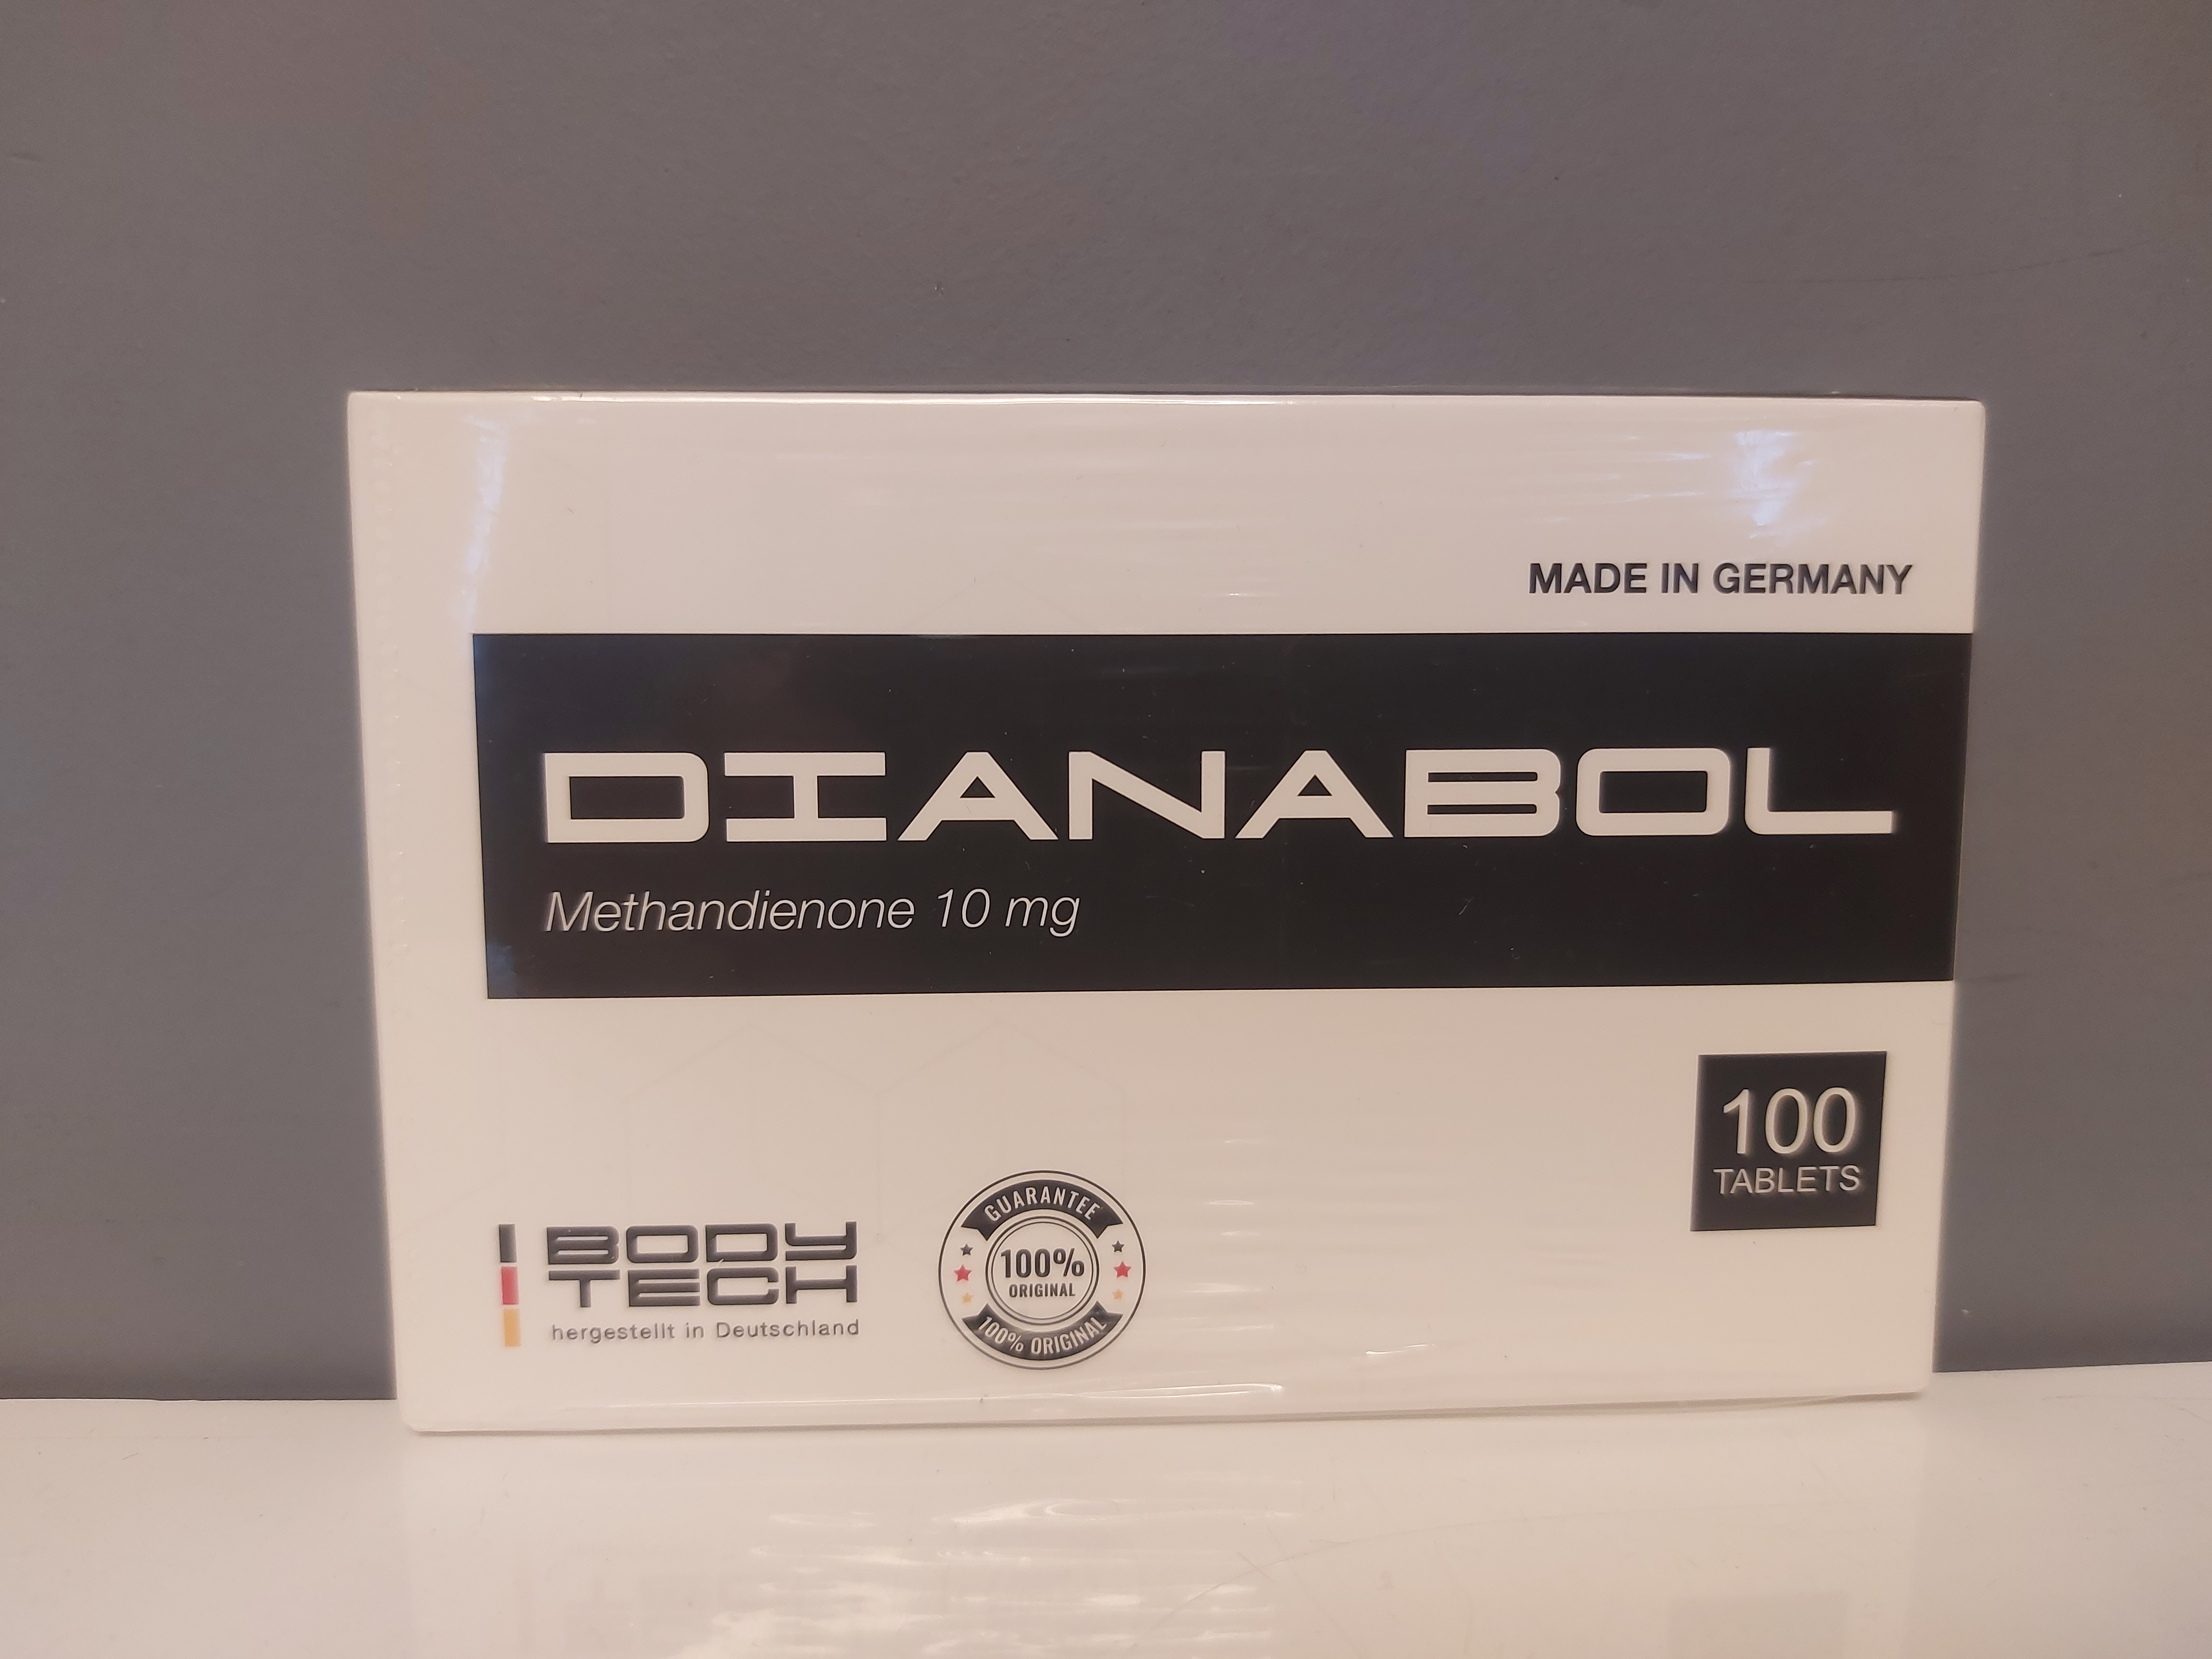 MADE IN GERMANY
DIANABOL
Methandienone 10 mg
100
TABLETS
BODY
TECH
hergestellt in Deutschland
GUARANTEE
100%
ORIGINAL
100% ORIGINAL